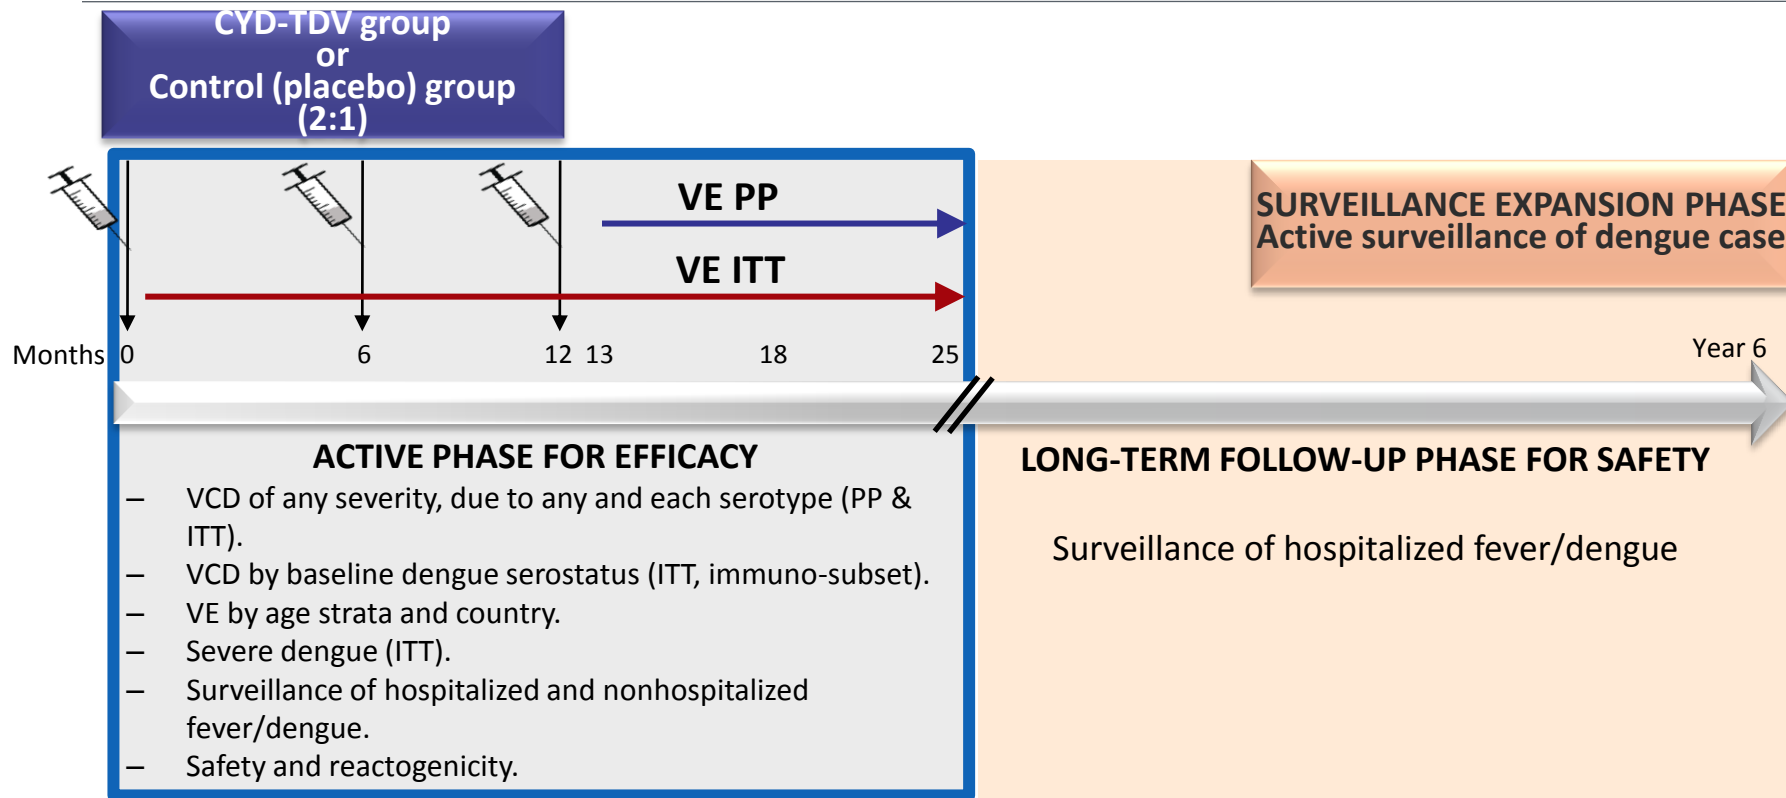 CYD-TDV group
or
Control (placebo) group
(2:1)
VE PP
VE ITT
SURVEILLANCE EXPANSION PHASE
Active surveillance of dengue case
Months 0 6 12 13 18 25 Year 6
ACTIVE PHASE FOR EFFICACY
– VCD of any severity, due to any and each serotype (PP &
ITT).
– VCD by baseline dengue serostatus (ITT, immuno-subset).
– VE by age strata and country.
– Severe dengue (ITT).
– Surveillance of hospitalized and nonhospitalized
fever/dengue.
– Safety and reactogenicity.
LONG-TERM FOLLOW-UP PHASE FOR SAFETY
Surveillance of hospitalized fever/dengue